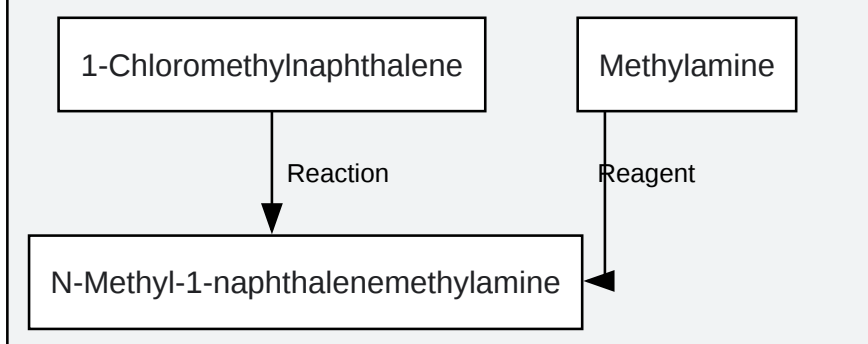 1-Chloromethylnaphthalene
Methylamine
Reaction
Reagent
N-Methyl-1-naphthalenemethylamine